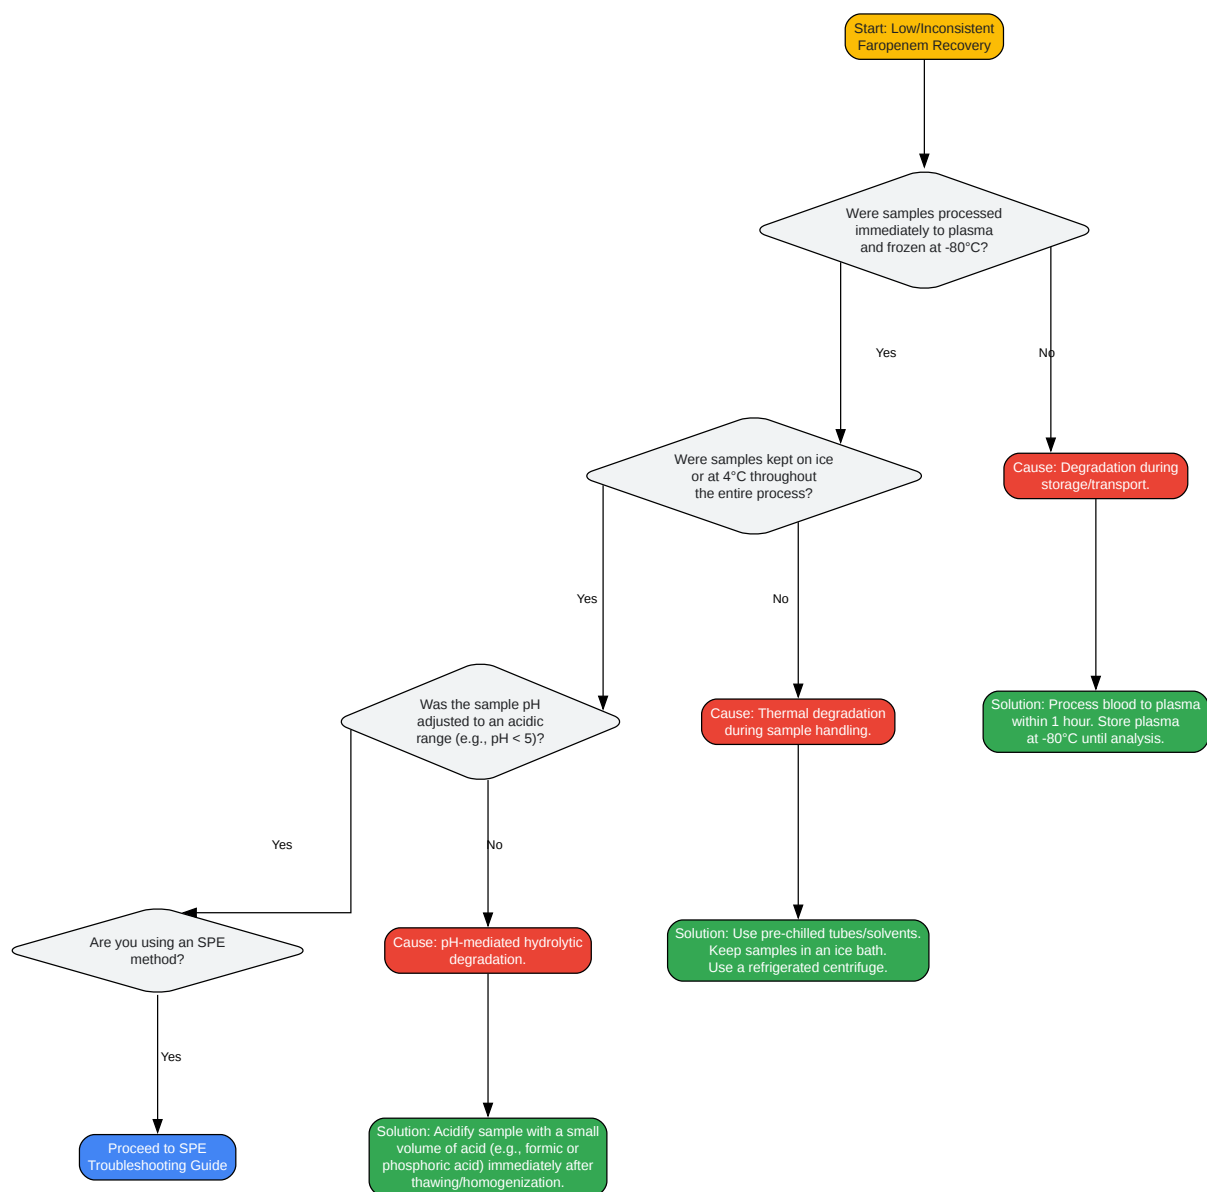 Start: Low/Inconsistent
Faropenem Recovery
Were samples processed
immediately to plasma
and frozen at -80°C?
Yes
No
Were samples kept on ice
or at 4°C throughout
the entire process?
Cause: Degradation during
storage/transport.
Yes
No
Was the sample pH
adjusted to an acidic
range (e.g., pH < 5)?
Cause: Thermal degradation
during sample handling.
Solution: Process blood to plasma
within 1 hour. Store plasma
at -80°C until analysis.
Yes
No
Are you using an SPE
method?
Cause: pH-mediated hydrolytic
degradation.
Solution: Use pre-chilled tubes/solvents.
Keep samples in an ice bath.
Use a refrigerated centrifuge.
Yes
Proceed to SPE
Troubleshooting Guide
Solution: Acidify sample with a small
volume of acid (e.g., formic or
phosphoric acid) immediately after
thawing/homogenization.